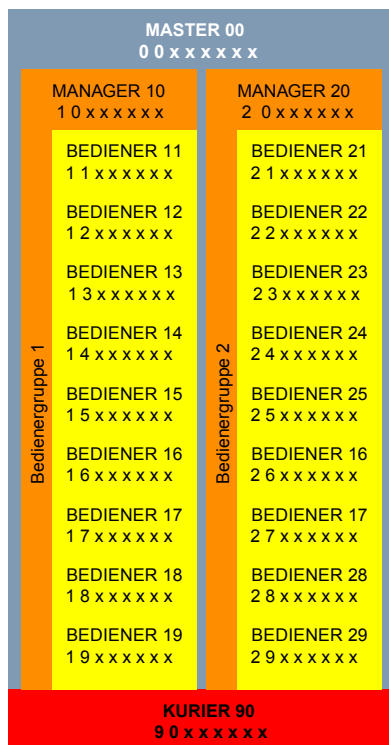 MASTER 00
0 0 x x x x x x
MANAGER 10
1 0 x x x x x x
Bedienergruppe 1
BEDIENER 11
1 1 x x x x x x
BEDIENER 12
1 2 x x x x x x
BEDIENER 13
1 3 x x x x x x
BEDIENER 14
1 4 x x x x x x
BEDIENER 15
1 5 x x x x x x
BEDIENER 16
1 6 x x x x x x
BEDIENER 17
1 7 x x x x x x
BEDIENER 18
1 8 x x x x x x
BEDIENER 19
1 9 x x x x x x
MANAGER 20
2 0 x x x x x x
Bedienergruppe 2
BEDIENER 21
2 1 x x x x x x
BEDIENER 22
2 2 x x x x x x
BEDIENER 23
2 3 x x x x x x
BEDIENER 24
2 4 x x x x x x
BEDIENER 25
2 5 x x x x x x
BEDIENER 16
2 6 x x x x x x
BEDIENER 17
2 7 x x x x x x
BEDIENER 28
2 8 x x x x x x
BEDIENER 29
2 9 x x x x x x
KURIER 90
9 0 x x x x x x